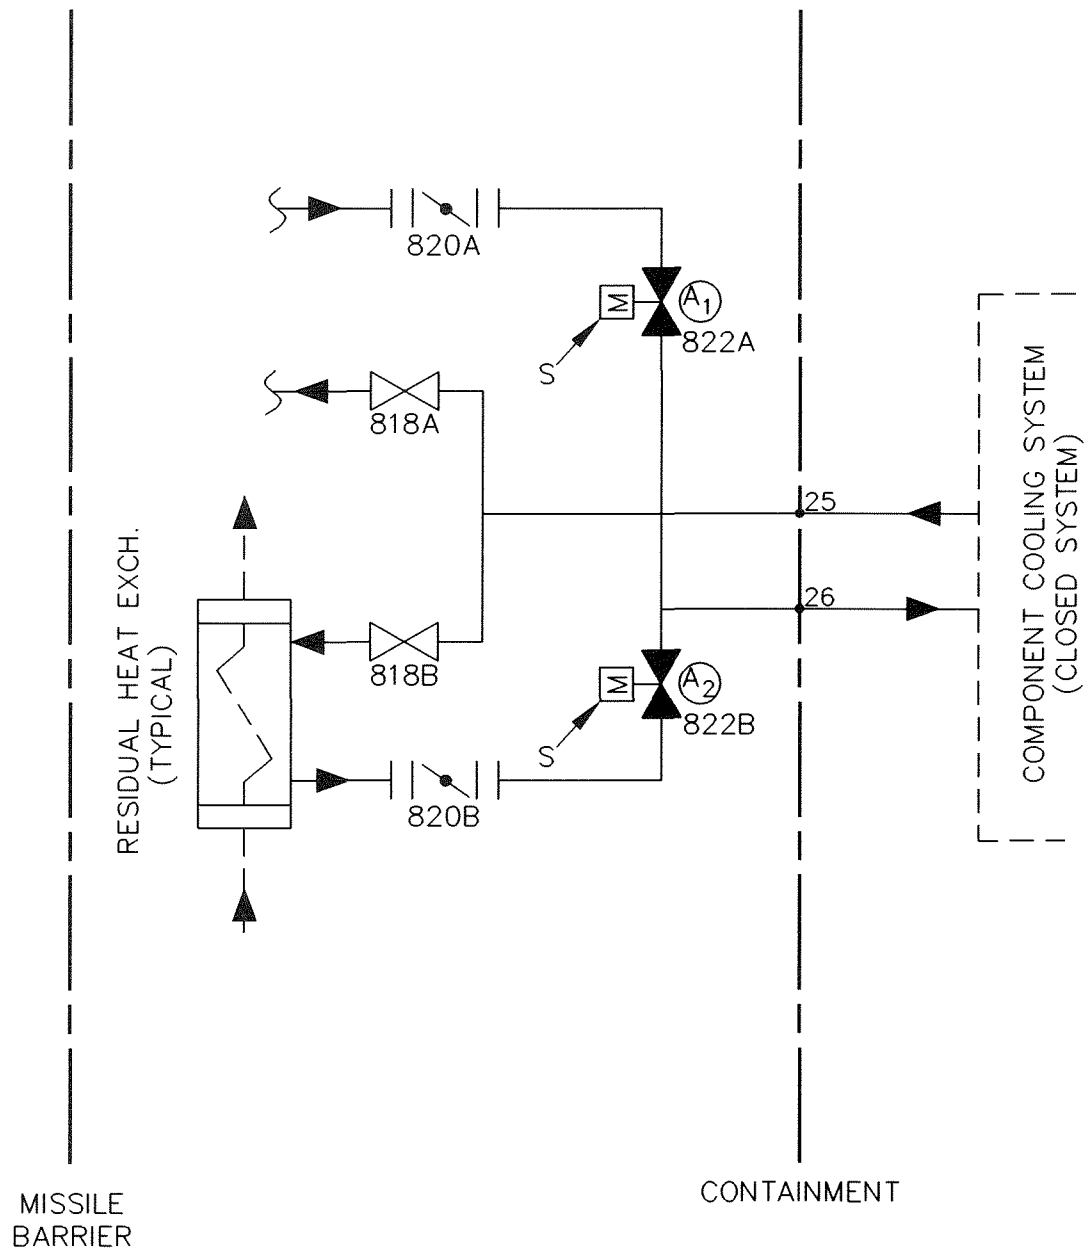 820A
M
A1
822A
S
818A
25
26
818B
M
A2
822B
S
820B
RESIDUAL HEAT EXCH.
(TYPICAL)
COMPONENT COOLING SYSTEM
(CLOSED SYSTEM)
MISSILE
BARRIER
CONTAINMENT